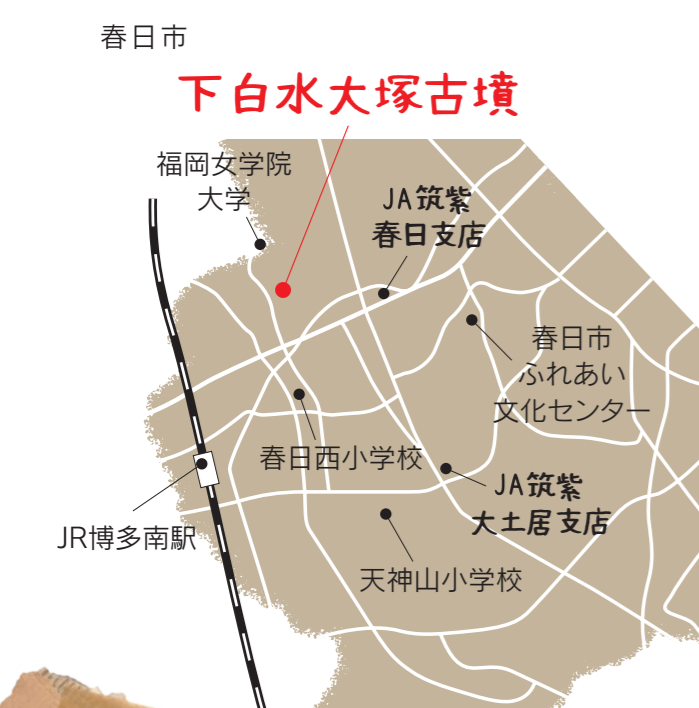 春日市
下白水大塚古墳
福岡女学院
大学
JA筑紫
春日支店
春日市
ふれあい
文化センター
春日西小学校
JA筑紫
大土居支店
JR博多南駅
天神山小学校